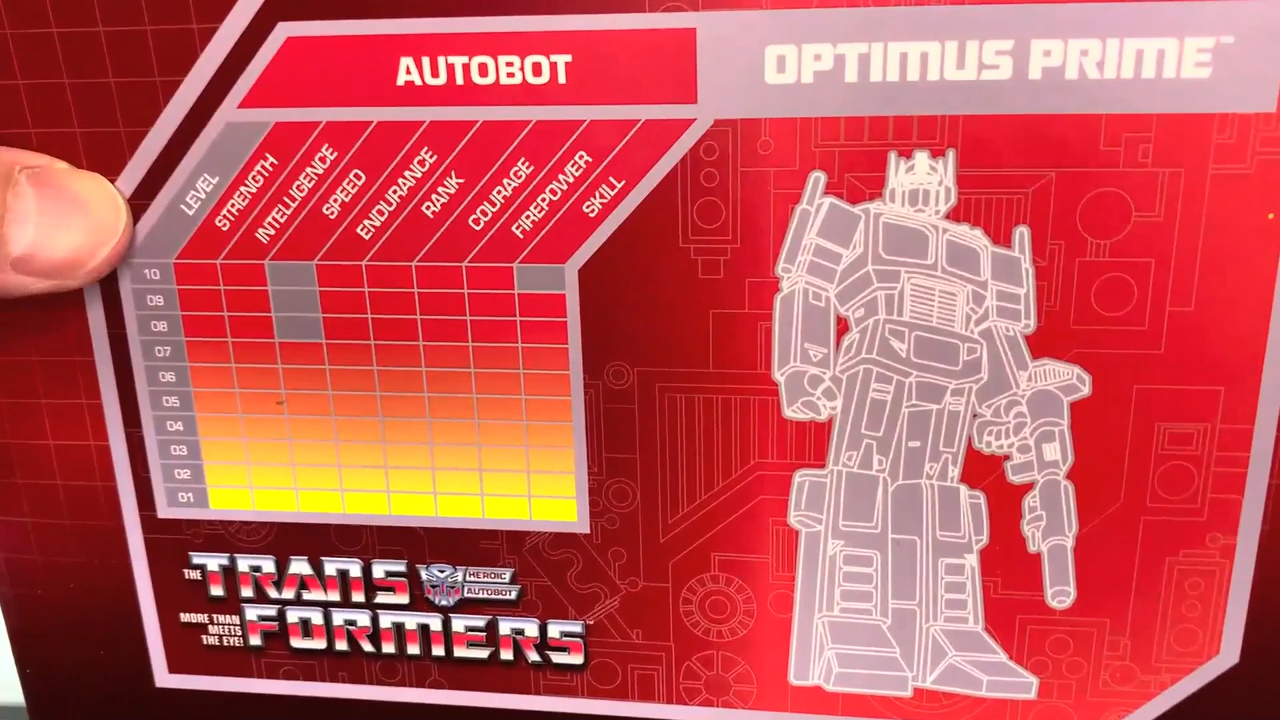 AUTOBOT
OPTIMUS PRIME™
LEVEL
STRENGTH
INTELLIGENCE
SPEED
ENDURANCE
RANK
COURAGE
FIREPOWER
SKILL
10
09
08
07
06
05
04
03
02
01
THE TRANS
HEROIC
AUTOBOT
FORMERS™
MORE THAN
MEETS
THE EYE!